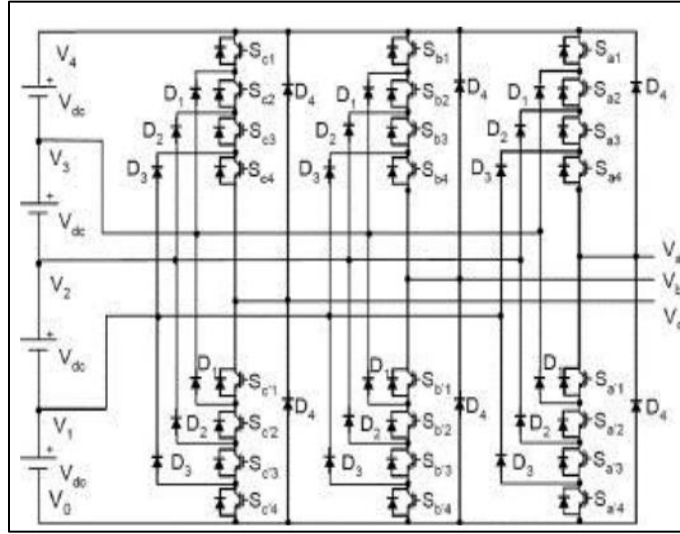 V4
Sc1
Sb1
Sa1
Vdc
D1
Sc2
D4
D1
Sb2
D4
D1
Sa2
D4
D2
Sc3
D2
Sb3
D2
Sa3
V3
D3
Sc4
D3
Sb4
D3
Sa4
Vdc
Va
V2
Vb
Vc
Vdc
D1
Sc'1
D1
Sb'1
D1
Sa'1
V1
D2
Sc'2
D4
D2
Sb'2
D4
D2
Sa'2
D4
D3
Sc'3
D3
Sb'3
D3
Sa'3
Vdc
V0
Sc'4
Sb'4
Sa'4